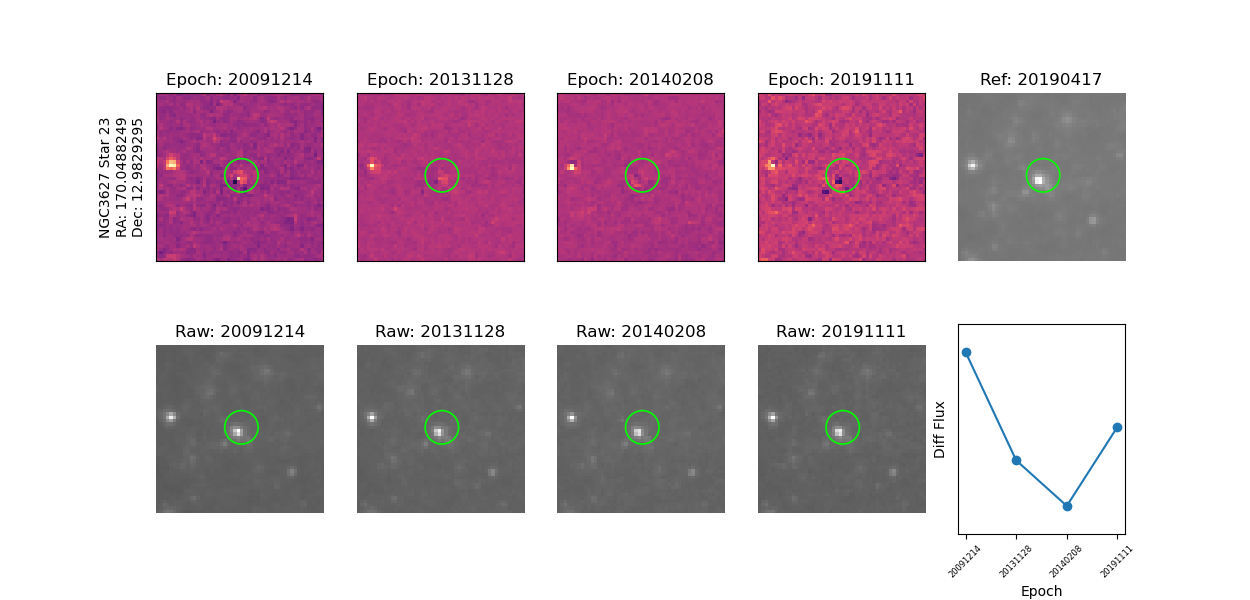 Epoch: 20091214
Epoch: 20131128
Epoch: 20140208
Epoch: 20191111
Ref: 20190417
NGC3627 Star 23
RA: 170.0488249
Dec: 12.9829295
Raw: 20091214
Raw: 20131128
Raw: 20140208
Raw: 20191111
Diff Flux
20091214
20131128
20140208
20191111
Epoch